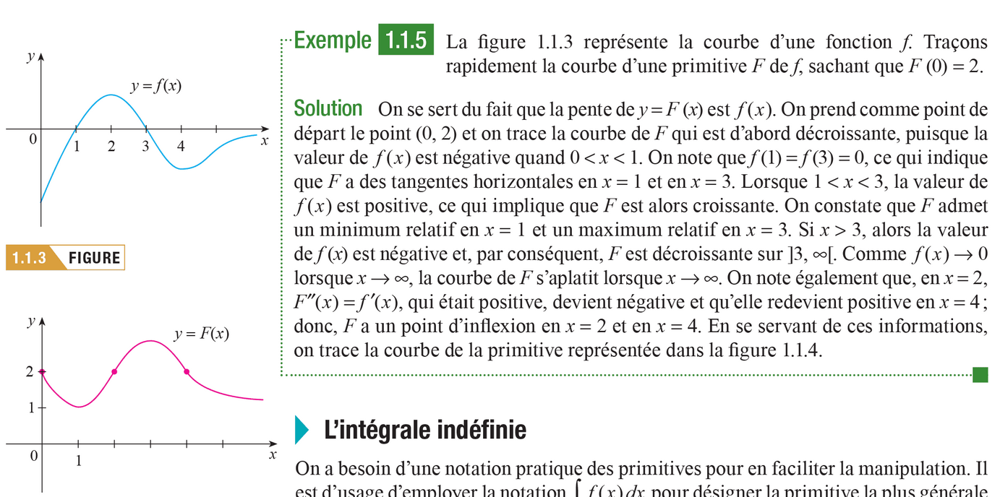 Exemple 1.1.5 La figure 1.1.3 représente la courbe d’une fonction f. Traçons
rapidement la courbe d’une primitive F de f, sachant que F (0) = 2.
Solution On se sert du fait que la pente de y = F (x) est f (x). On prend comme point de
départ le point (0, 2) et on trace la courbe de F qui est d’abord décroissante, puisque la
valeur de f (x) est négative quand 0 < x < 1. On note que f (1) = f (3) = 0, ce qui indique
que F a des tangentes horizontales en x = 1 et en x = 3. Lorsque 1 < x < 3, la valeur de
f (x) est positive, ce qui implique que F est alors croissante. On constate que F admet
un minimum relatif en x = 1 et un maximum relatif en x = 3. Si x > 3, alors la valeur
de f (x) est négative et, par conséquent, F est décroissante sur ]3, ∞[. Comme f (x) → 0
lorsque x → ∞, la courbe de F s’aplatit lorsque x → ∞. On note également que, en x = 2,
F″(x) = f ′(x), qui était positive, devient négative et qu’elle redevient positive en x = 4 ;
donc, F a un point d’inflexion en x = 2 et en x = 4. En se servant de ces informations,
on trace la courbe de la primitive représentée dans la figure 1.1.4.
y
y = f(x)
0 1 2 3 4 x
1.1.3 FIGURE
y
y = F(x)
2
1
0 1 x
L’intégrale indéfinie
On a besoin d’une notation pratique des primitives pour en faciliter la manipulation. Il
est d’usage d’employer la notation ∫ f (x) dx pour désigner la primitive la plus générale